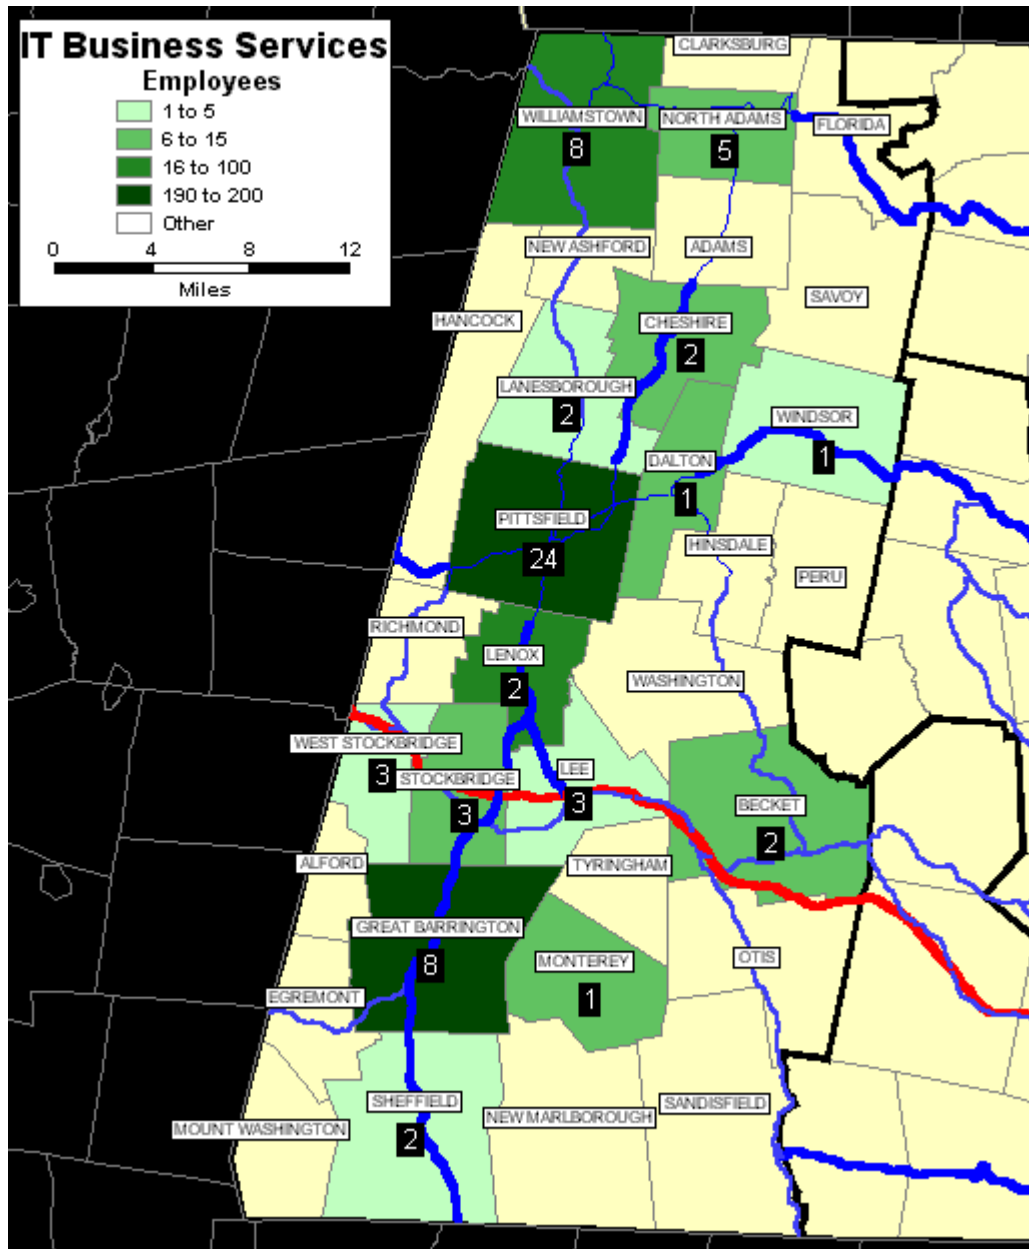 IT Business Services
Employees
1 to 5
6 to 15
16 to 100
190 to 200
Other
0 4 8 12
Miles
CLARKSBURG
WILLIAMSTOWN
NORTH ADAMS
FLORIDA
8
5
NEW ASHFORD
ADAMS
SAVOY
HANCOCK
CHESHIRE
2
LANESBOROUGH
2
WINDSOR
1
DALTON
1
PITTSFIELD
24
HINSDALE
PERU
RICHMOND
LENOX
2
WASHINGTON
WEST STOCKBRIDGE
3
STOCKBRIDGE
3
LEE
3
BECKET
2
ALFORD
TYRINGHAM
GREAT BARRINGTON
8
MONTEREY
1
OTIS
EGREMONT
SHEFFIELD
2
NEW MARLBOROUGH
SANDISFIELD
MOUNT WASHINGTON